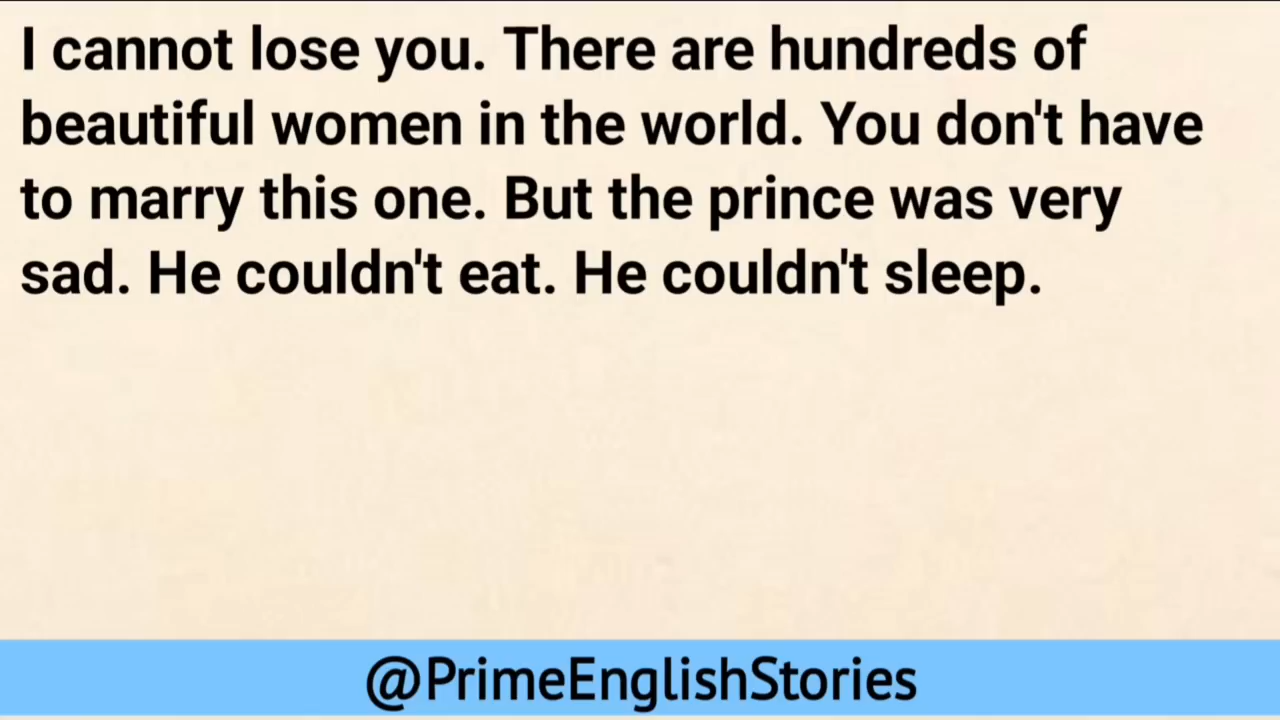 I cannot lose you. There are hundreds of
beautiful women in the world. You don't have
to marry this one. But the prince was very
sad. He couldn't eat. He couldn't sleep.
@PrimeEnglishStories